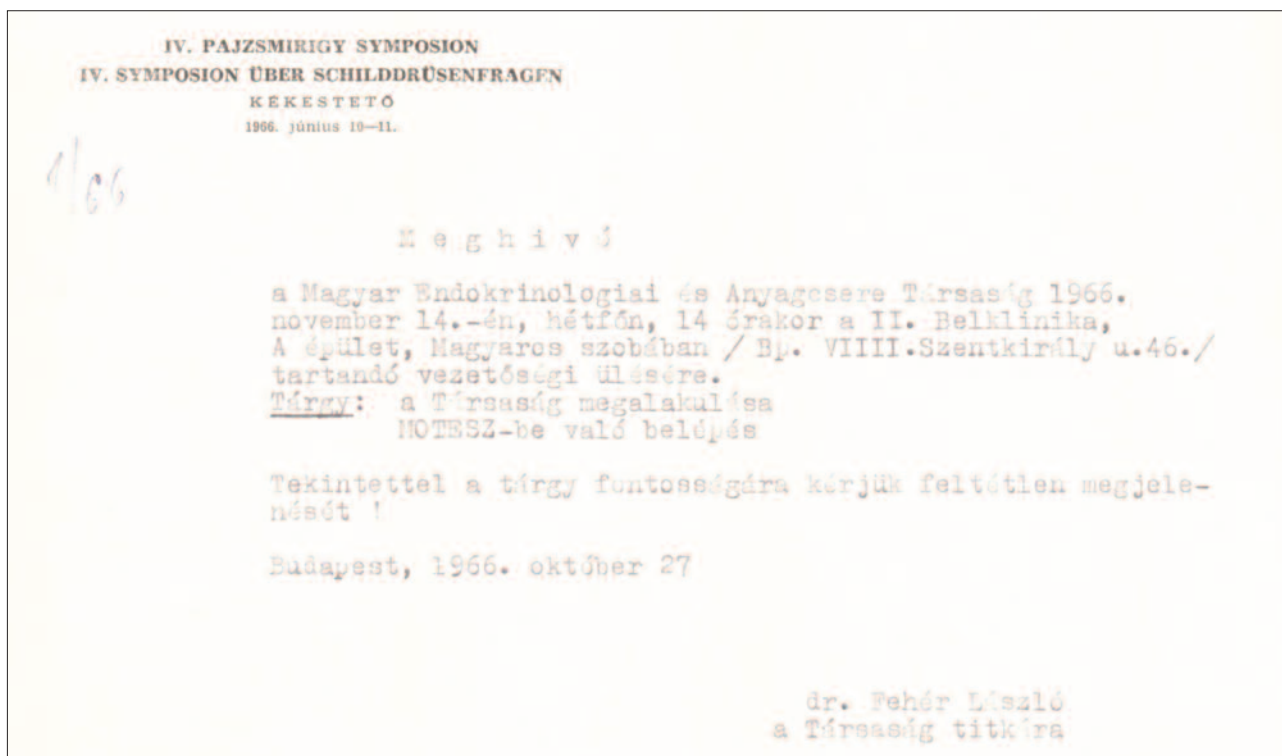 IV. PAJZSMIRIGY SYMPOSION
IV. SYMPOSION ÜBER SCHILDDRÜSENFRAGEN
KÉKESTETŐ
1966. június 10—11.
1/66
M e g h i v ó
a Magyar Endokrinologiai és Anyagcsere Társaság 1966.
november 14.-én, hétfőn, 14 órakor a II. Belklinika,
A épület, Magyaros szobában / Bp. VIIII.Szentkirály u.46./
tartandó vezetőségi ülésére.
Tárgy: a Társaság megalakulása
MOTESZ-be való belépés
Tekintettel a tárgy fontosságára kérjük feltétlen megjele-
nését !
Budapest, 1966. október 27
dr. Fehér László
a Társaság titkára